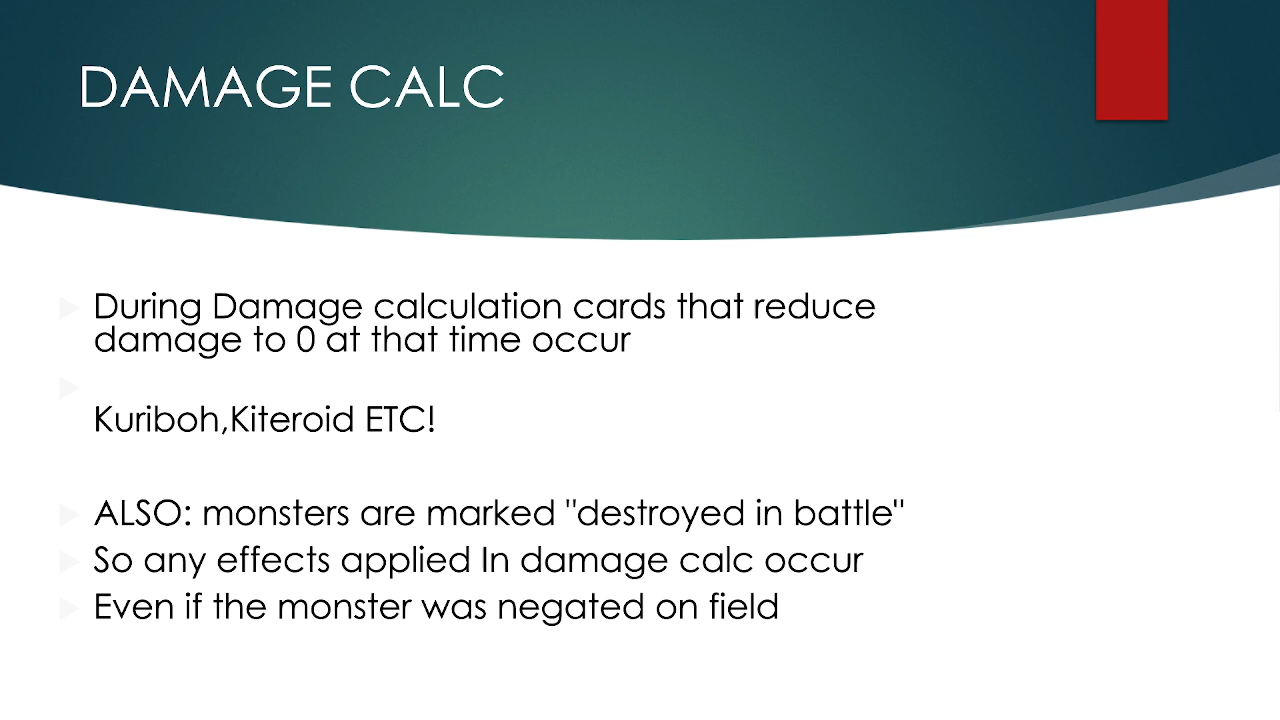 DAMAGE CALC
During Damage calculation cards that reduce
damage to 0 at that time occur
Kuriboh,Kiteroid ETC!
ALSO: monsters are marked "destroyed in battle"
So any effects applied In damage calc occur
Even if the monster was negated on field